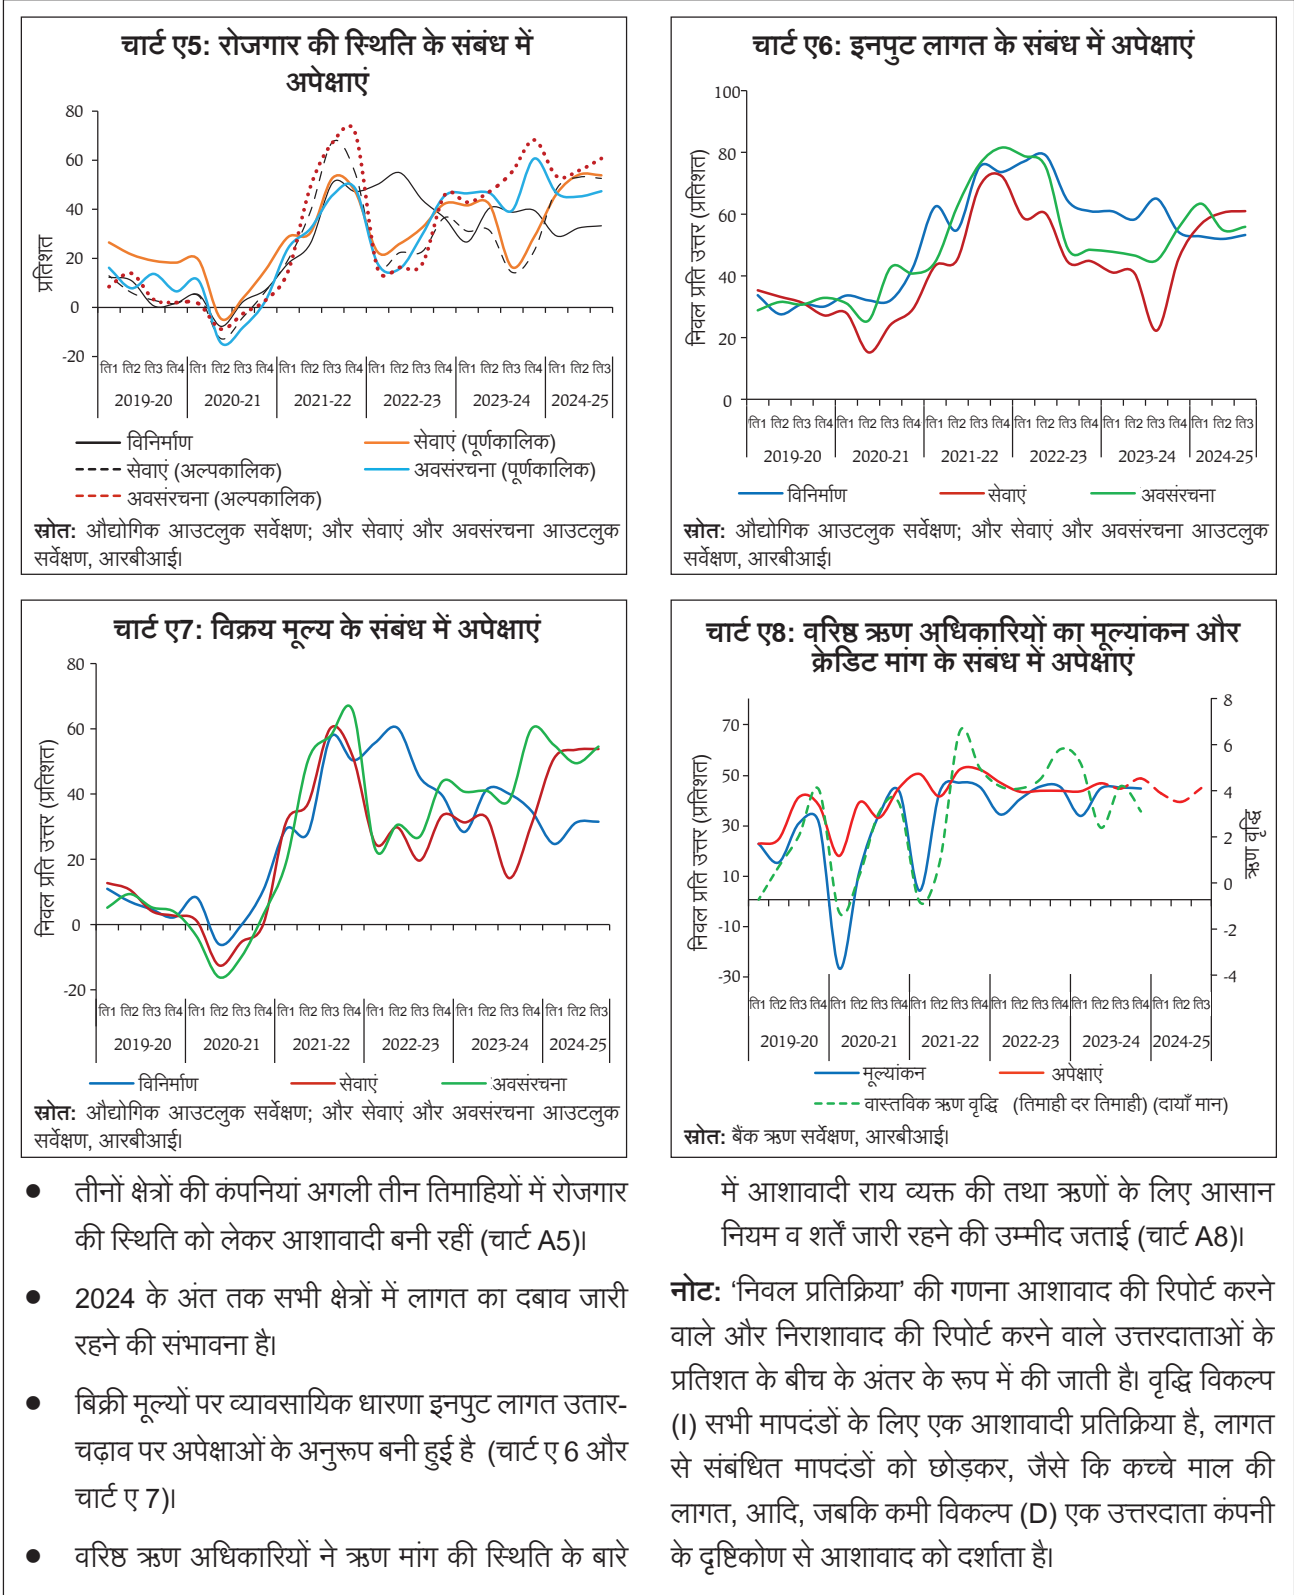 चार्ट ए5: रोजगार की स्थिति के संबंध में
अपेक्षाएं
प्रतिशत
80
60
40
20
0
-20
ति1 ति2 ति3 ति4 ति1 ति2 ति3 ति4 ति1 ति2 ति3 ति4 ति1 ति2 ति3 ति4 ति1 ति2 ति3 ति4 ति1 ति2 ति3
2019-20 2020-21 2021-22 2022-23 2023-24 2024-25
विनिर्माण सेवाएं (पूर्णकालिक)
सेवाएं (अल्पकालिक) अवसंरचना (पूर्णकालिक)
अवसंरचना (अल्पकालिक)
स्रोत: औद्योगिक आउटलुक सर्वेक्षण; और सेवाएं और अवसंरचना आउटलुक
सर्वेक्षण, आरबीआई।
चार्ट ए6: इनपुट लागत के संबंध में अपेक्षाएं
निवल प्रति उत्तर (प्रतिशत)
100
80
60
40
20
0
ति1 ति2 ति3 ति4 ति1 ति2 ति3 ति4 ति1 ति2 ति3 ति4 ति1 ति2 ति3 ति4 ति1 ति2 ति3 ति4 ति1 ति2 ति3
2019-20 2020-21 2021-22 2022-23 2023-24 2024-25
विनिर्माण सेवाएं अवसंरचना
स्रोत: औद्योगिक आउटलुक सर्वेक्षण; और सेवाएं और अवसंरचना आउटलुक
सर्वेक्षण, आरबीआई।
चार्ट ए7: विक्रय मूल्य के संबंध में अपेक्षाएं
निवल प्रति उत्तर (प्रतिशत)
80
60
40
20
0
-20
ति1 ति2 ति3 ति4 ति1 ति2 ति3 ति4 ति1 ति2 ति3 ति4 ति1 ति2 ति3 ति4 ति1 ति2 ति3 ति4 ति1 ति2 ति3
2019-20 2020-21 2021-22 2022-23 2023-24 2024-25
विनिर्माण सेवाएं अवसंरचना
स्रोत: औद्योगिक आउटलुक सर्वेक्षण; और सेवाएं और अवसंरचना आउटलुक
सर्वेक्षण, आरबीआई।
चार्ट ए8: वरिष्ठ ऋण अधिकारियों का मूल्यांकन और
क्रेडिट मांग के संबंध में अपेक्षाएं
निवल प्रति उत्तर (प्रतिशत)
70
50
30
10
-10
-30
8
6
4
2
0
-2
-4
ऋण वृद्धि
ति1 ति2 ति3 ति4 ति1 ति2 ति3 ति4 ति1 ति2 ति3 ति4 ति1 ति2 ति3 ति4 ति1 ति2 ति3 ति4 ति1 ति2 ति3
2019-20 2020-21 2021-22 2022-23 2023-24 2024-25
मूल्यांकन अपेक्षाएं
वास्तविक ऋण वृद्धि (तिमाही दर तिमाही) (दायाँ मान)
स्रोत: बैंक ऋण सर्वेक्षण, आरबीआई।
● तीनों क्षेत्रों की कंपनियां अगली तीन तिमाहियों में रोजगार
की स्थिति को लेकर आशावादी बनी रहीं (चार्ट A5)।
● 2024 के अंत तक सभी क्षेत्रों में लागत का दबाव जारी
रहने की संभावना है।
● बिक्री मूल्यों पर व्यावसायिक धारणा इनपुट लागत उतार-
चढ़ाव पर अपेक्षाओं के अनुरूप बनी हुई है (चार्ट ए 6 और
चार्ट ए 7)।
● वरिष्ठ ऋण अधिकारियों ने ऋण मांग की स्थिति के बारे
में आशावादी राय व्यक्त की तथा ऋणों के लिए आसान
नियम व शर्तें जारी रहने की उम्मीद जताई (चार्ट A8)।
नोट: 'निवल प्रतिक्रिया' की गणना आशावाद की रिपोर्ट करने
वाले और निराशावाद की रिपोर्ट करने वाले उत्तरदाताओं के
प्रतिशत के बीच के अंतर के रूप में की जाती है। वृद्धि विकल्प
(I) सभी मापदंडों के लिए एक आशावादी प्रतिक्रिया है, लागत
से संबंधित मापदंडों को छोड़कर, जैसे कि कच्चे माल की
लागत, आदि, जबकि कमी विकल्प (D) एक उत्तरदाता कंपनी
के दृष्टिकोण से आशावाद को दर्शाता है।